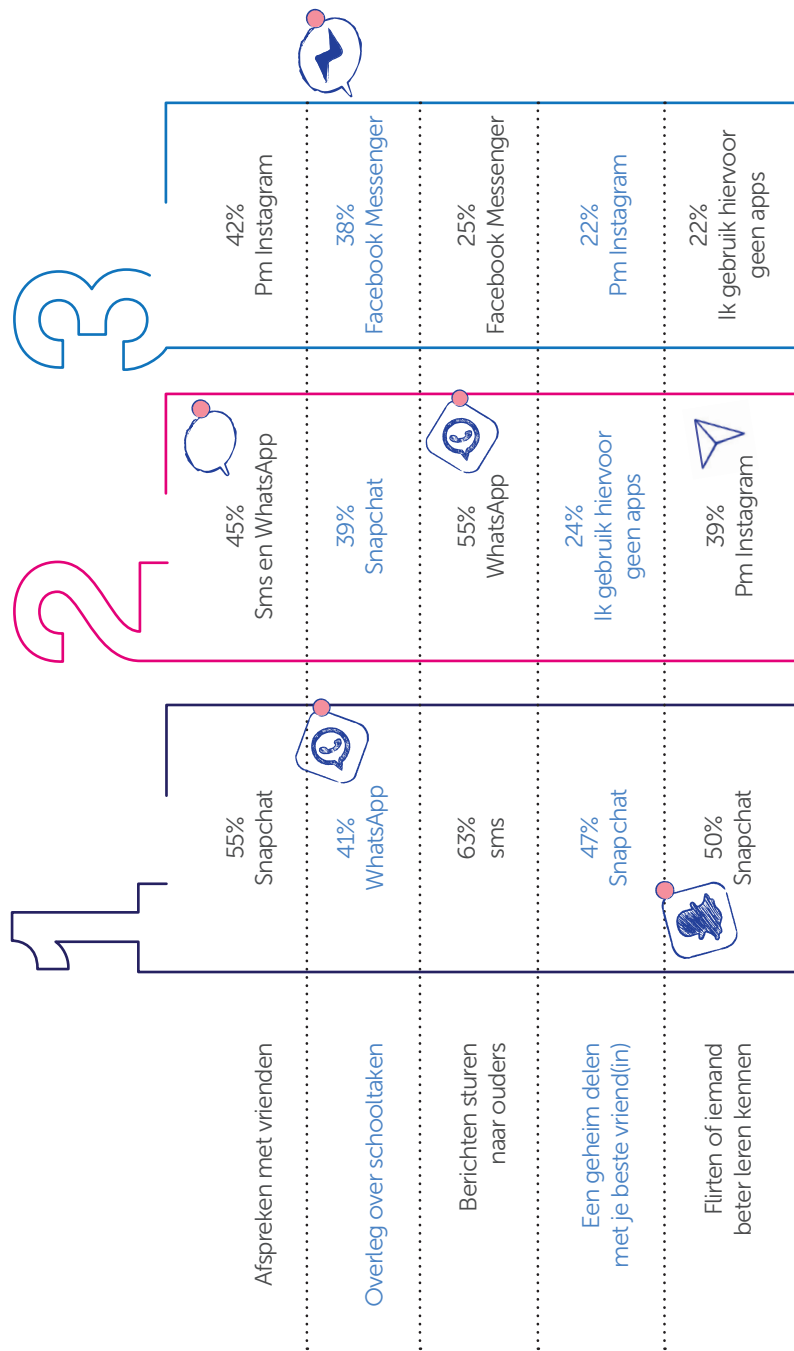 1
2
3
Afspreken met vrienden
55%
Snapchat
45%
Sms en WhatsApp
42%
Pm Instagram
Overleg over schooltaken
41%
WhatsApp
39%
Snapchat
38%
Facebook Messenger
Berichten sturen
naar ouders
63%
sms
55%
WhatsApp
25%
Facebook Messenger
Een geheim delen
met je beste vriend(in)
47%
Snapchat
24%
Ik gebruik hiervoor
geen apps
22%
Pm Instagram
Flirten of iemand
beter leren kennen
50%
Snapchat
39%
Pm Instagram
22%
Ik gebruik hiervoor
geen apps